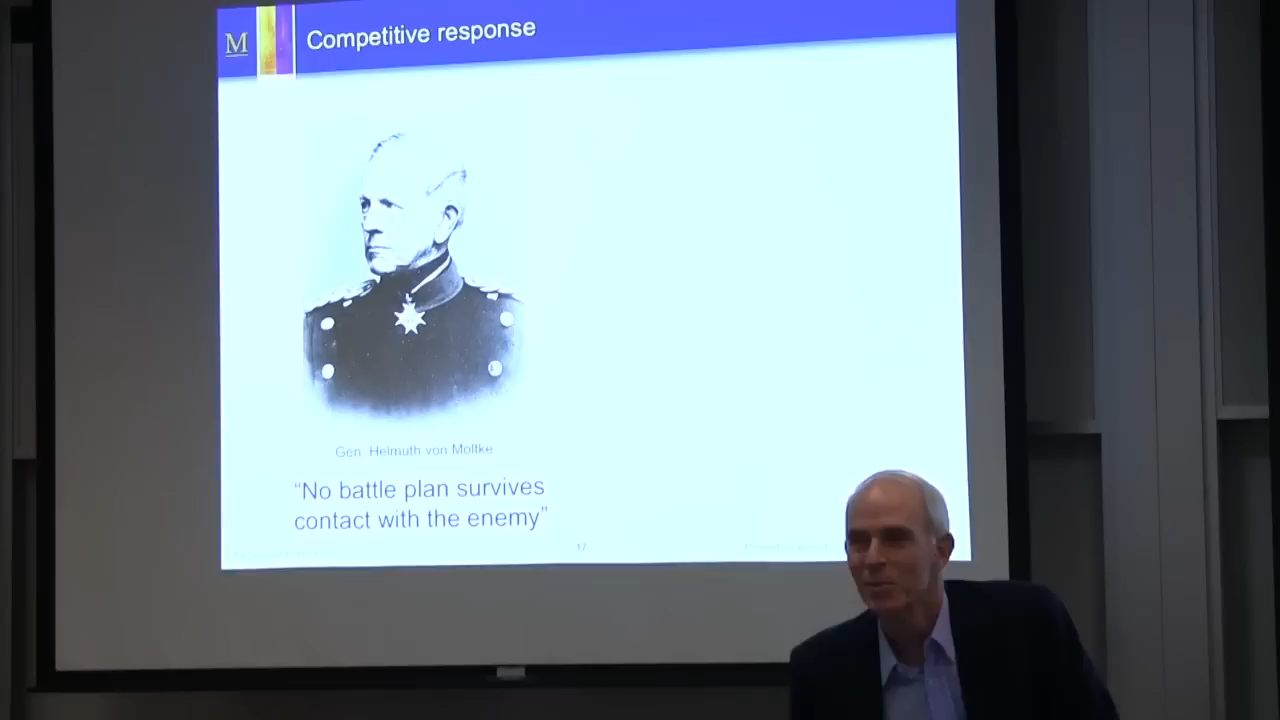 M
Competitive response
Gen. Helmuth von Moltke
“No battle plan survives
contact with the enemy”
17